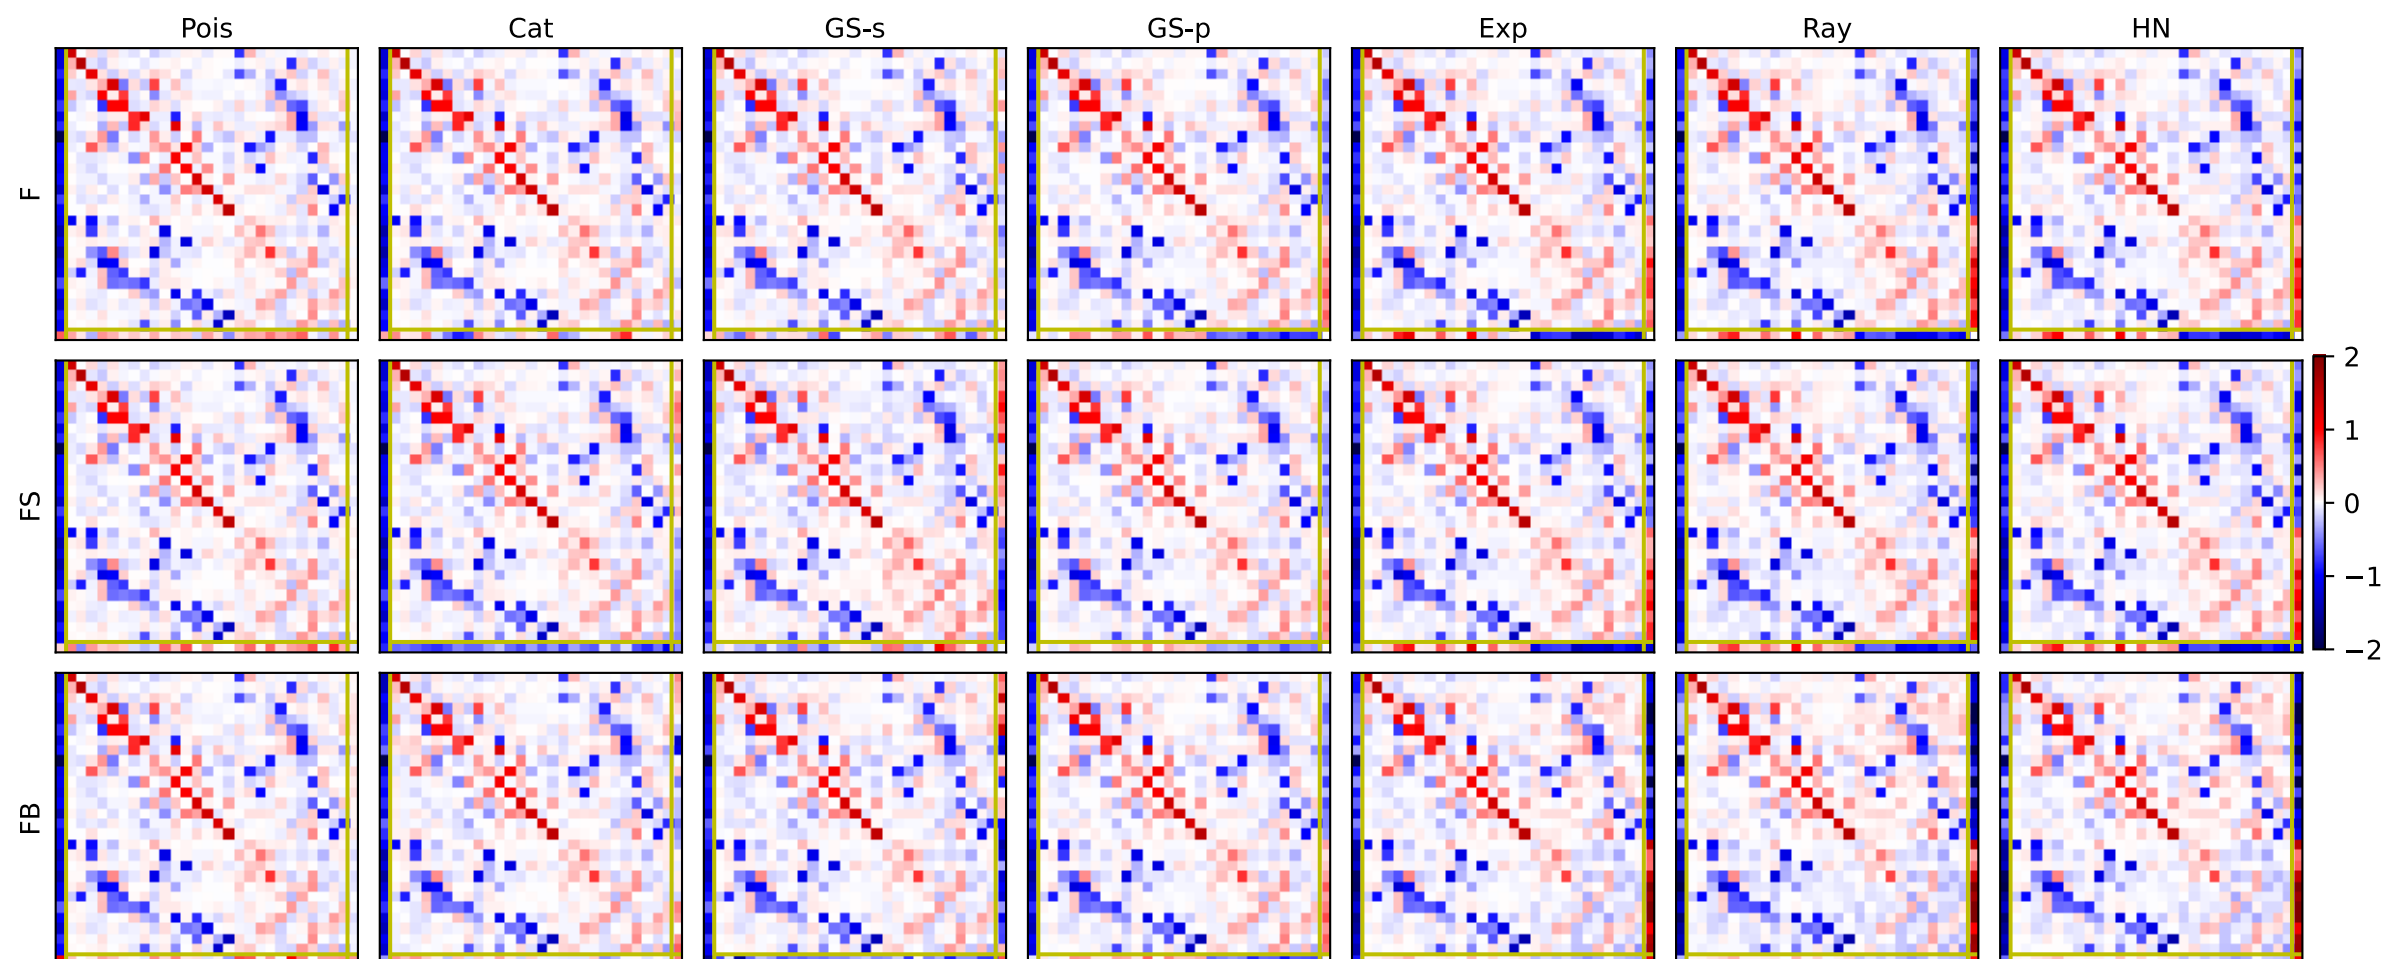 Pois Cat GS-s GS-p Exp Ray HN
F
FS
FB
2
1
0
−1
−2